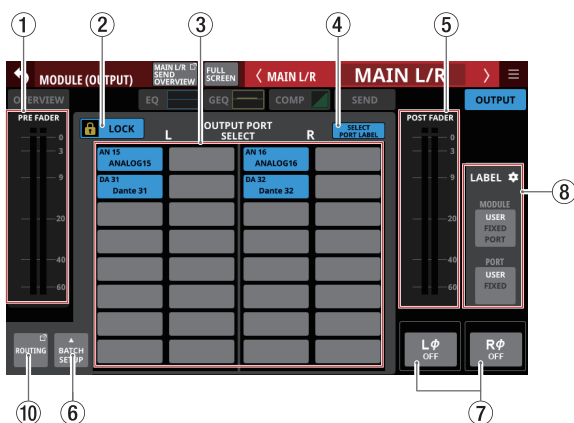 1
2
3
4
5
MODULE (OUTPUT)
MAIN L/R
SEND
OVERVIEW
FULL
SCREEN
MAIN L/R
MAIN L/R
OVERVIEW
EQ
GEQ
COMP
SEND
OUTPUT
PRE FADER
0
3
9
20
40
60
LOCK
L
OUTPUT PORT
SELECT
R
SELECT
PORT LABEL
AN 15
ANALOG15
AN 16
ANALOG16
DA 31
Dante 31
DA 32
Dante 32
POST FADER
0
3
9
20
40
60
LABEL
MODULE
USER
FIXED
PORT
PORT
USER
FIXED
8
ROUTING
BATCH
SETUP
LΦ
OFF
RΦ
OFF
10
6
7